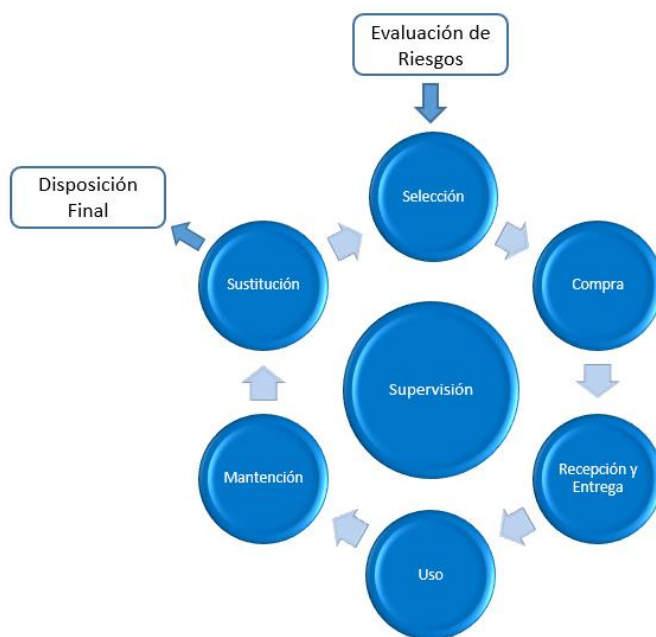 Evaluación de
Riesgos
Selección
Disposición
Final
Sustitución
Compra
Supervisión
Mantención
Recepción y
Entrega
Uso